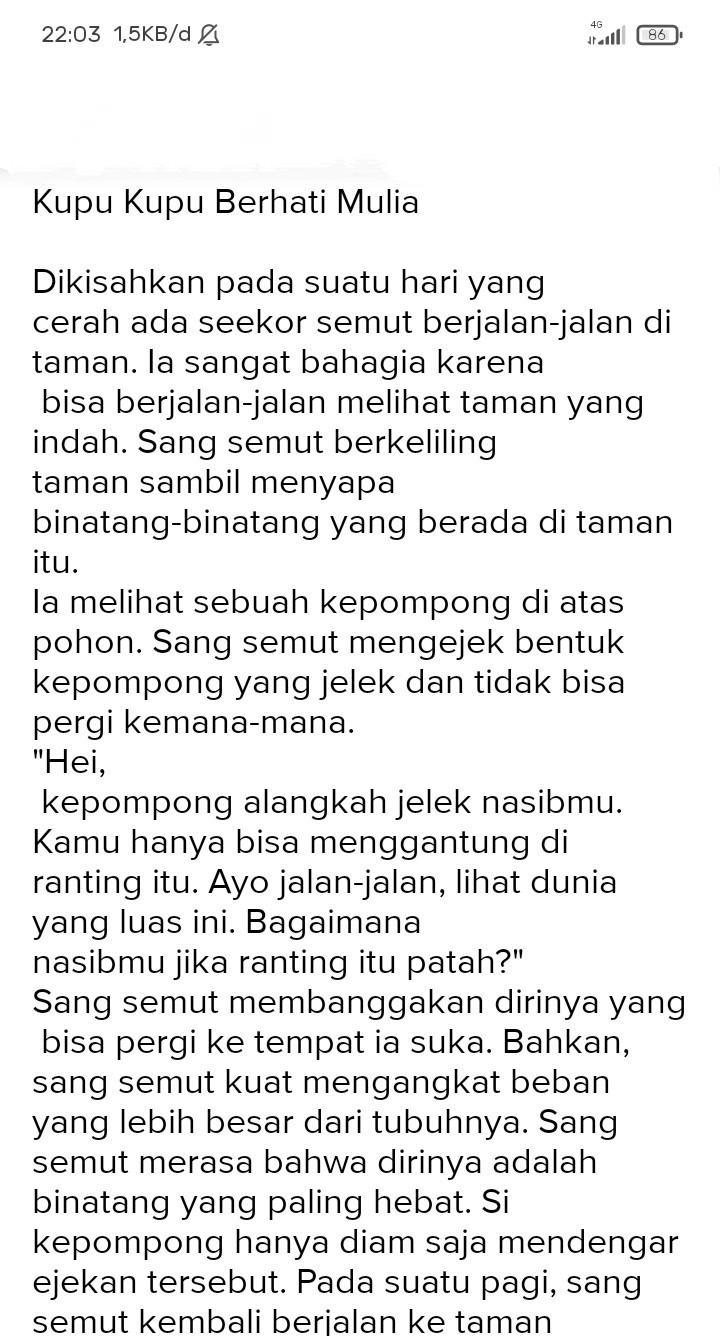 22:03 1,5KB/d
4G
86
Kupu Kupu Berhati Mulia
Dikisahkan pada suatu hari yang
cerah ada seekor semut berjalan-jalan di
taman. Ia sangat bahagia karena
bisa berjalan-jalan melihat taman yang
indah. Sang semut berkeliling
taman sambil menyapa
binatang-binatang yang berada di taman
itu.
Ia melihat sebuah kepompong di atas
pohon. Sang semut mengejek bentuk
kepompong yang jelek dan tidak bisa
pergi kemana-mana.
"Hei,
kepompong alangkah jelek nasibmu.
Kamu hanya bisa menggantung di
ranting itu. Ayo jalan-jalan, lihat dunia
yang luas ini. Bagaimana
nasibmu jika ranting itu patah?"
Sang semut membanggakan dirinya yang
bisa pergi ke tempat ia suka. Bahkan,
sang semut kuat mengangkat beban
yang lebih besar dari tubuhnya. Sang
semut merasa bahwa dirinya adalah
binatang yang paling hebat. Si
kepompong hanya diam saja mendengar
ejekan tersebut. Pada suatu pagi, sang
semut kembali berjalan ke taman